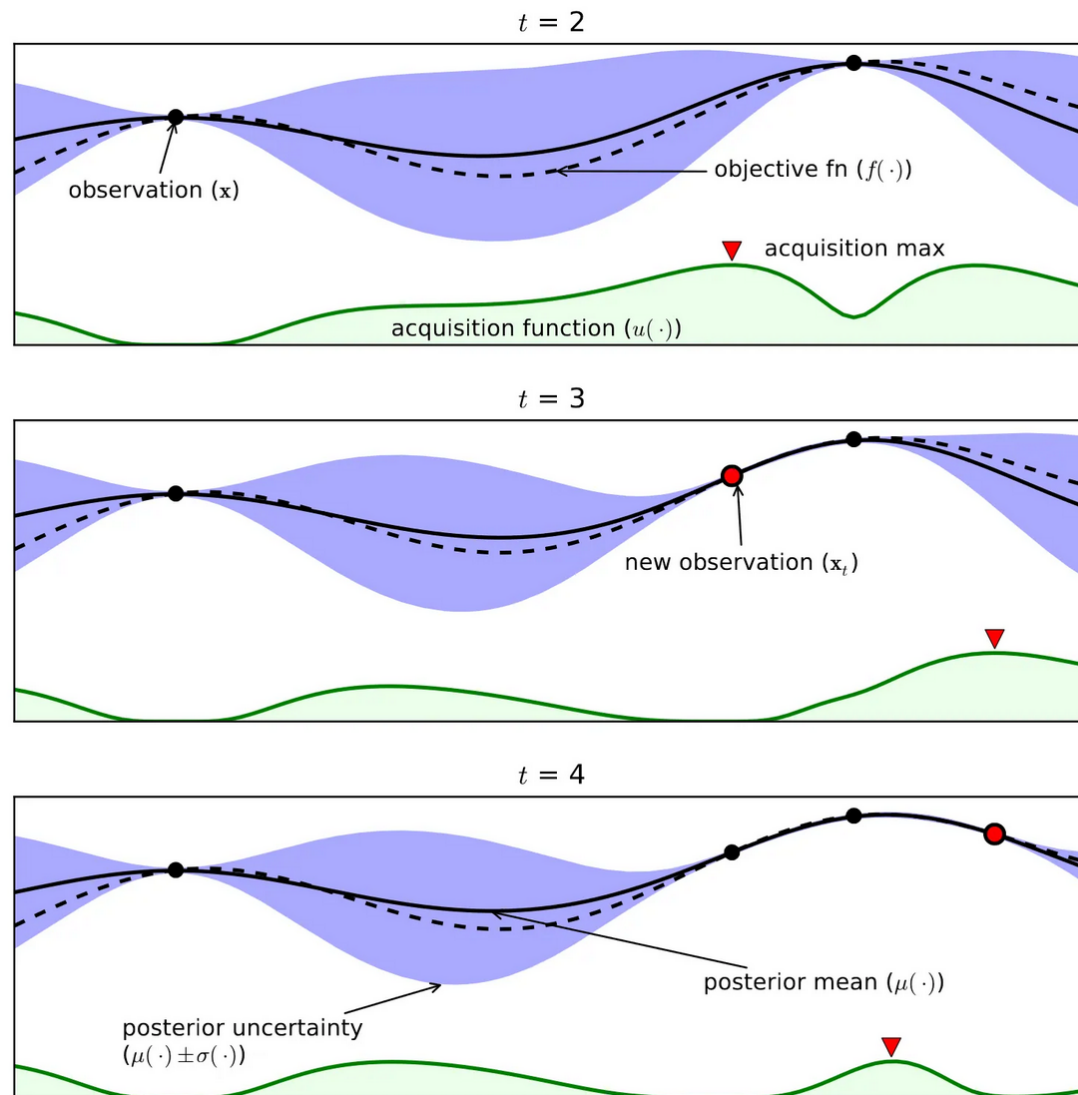 t = 2
observation (x)
objective fn (f(·))
acquisition max
acquisition function (u(·))
t = 3
new observation (xₜ)
t = 4
posterior mean (μ(·))
posterior uncertainty
(μ(·)±σ(·))